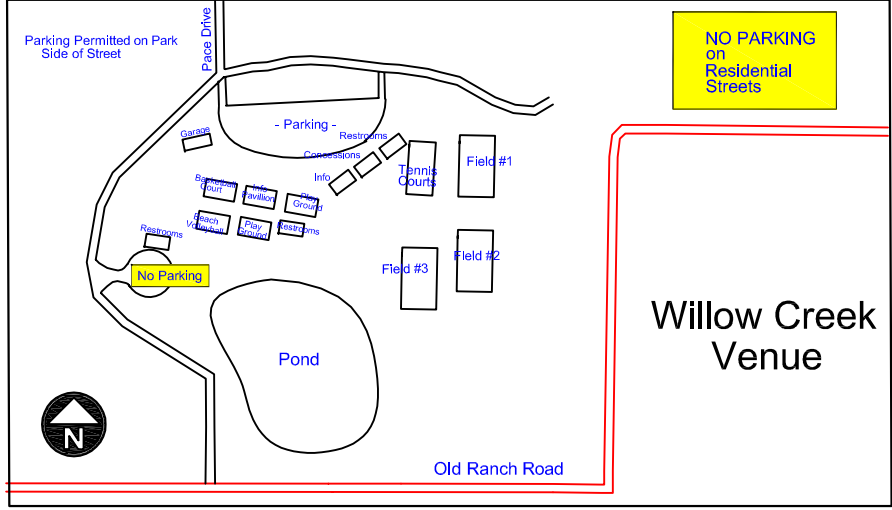 Parking Permitted on Park
Side of Street
Pace Drive
NO PARKING
on
Residential
Streets
Garage
- Parking -
Restrooms
Concessions
Info
Tennis
Courts
Field #1
Basketball
Court
Info
Pavillion
Play
Ground
Beach
Volleyball
Play
Ground
Restrooms
Restrooms
No Parking
Field #3
Field #2
Willow Creek
Venue
Pond
N
Old Ranch Road